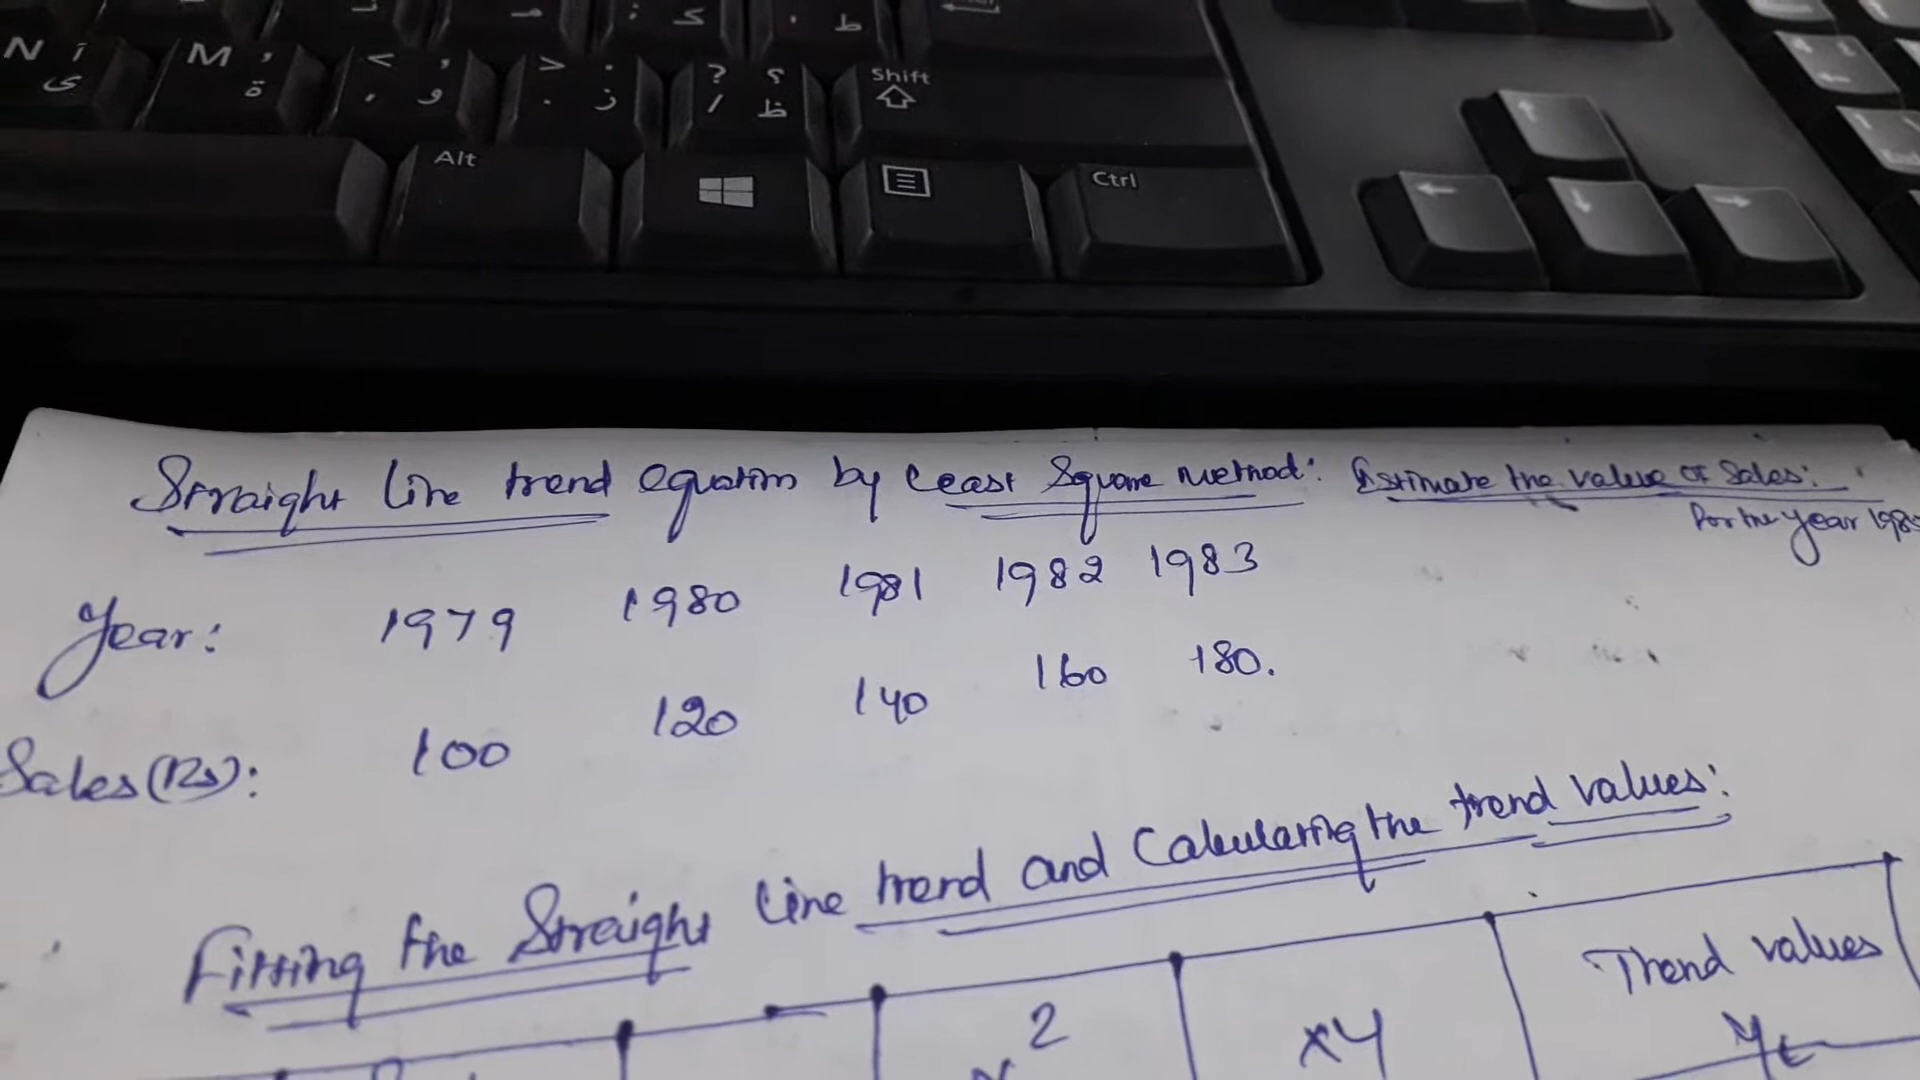 N آ ى
M ، ة
< , ’ و
> . . ز
? / ؟ ظ
Shift
Alt
Ctrl
End
Straight line trend equation by Least Square method: Estimate the value of Sales:
For the year
Year: 1979 1980 1981 1982 1983
Sales (Rs): 100 120 140 160 180.
Fitting the Straight line trend and Calculating the trend values:
2 XY Trend values
Yt